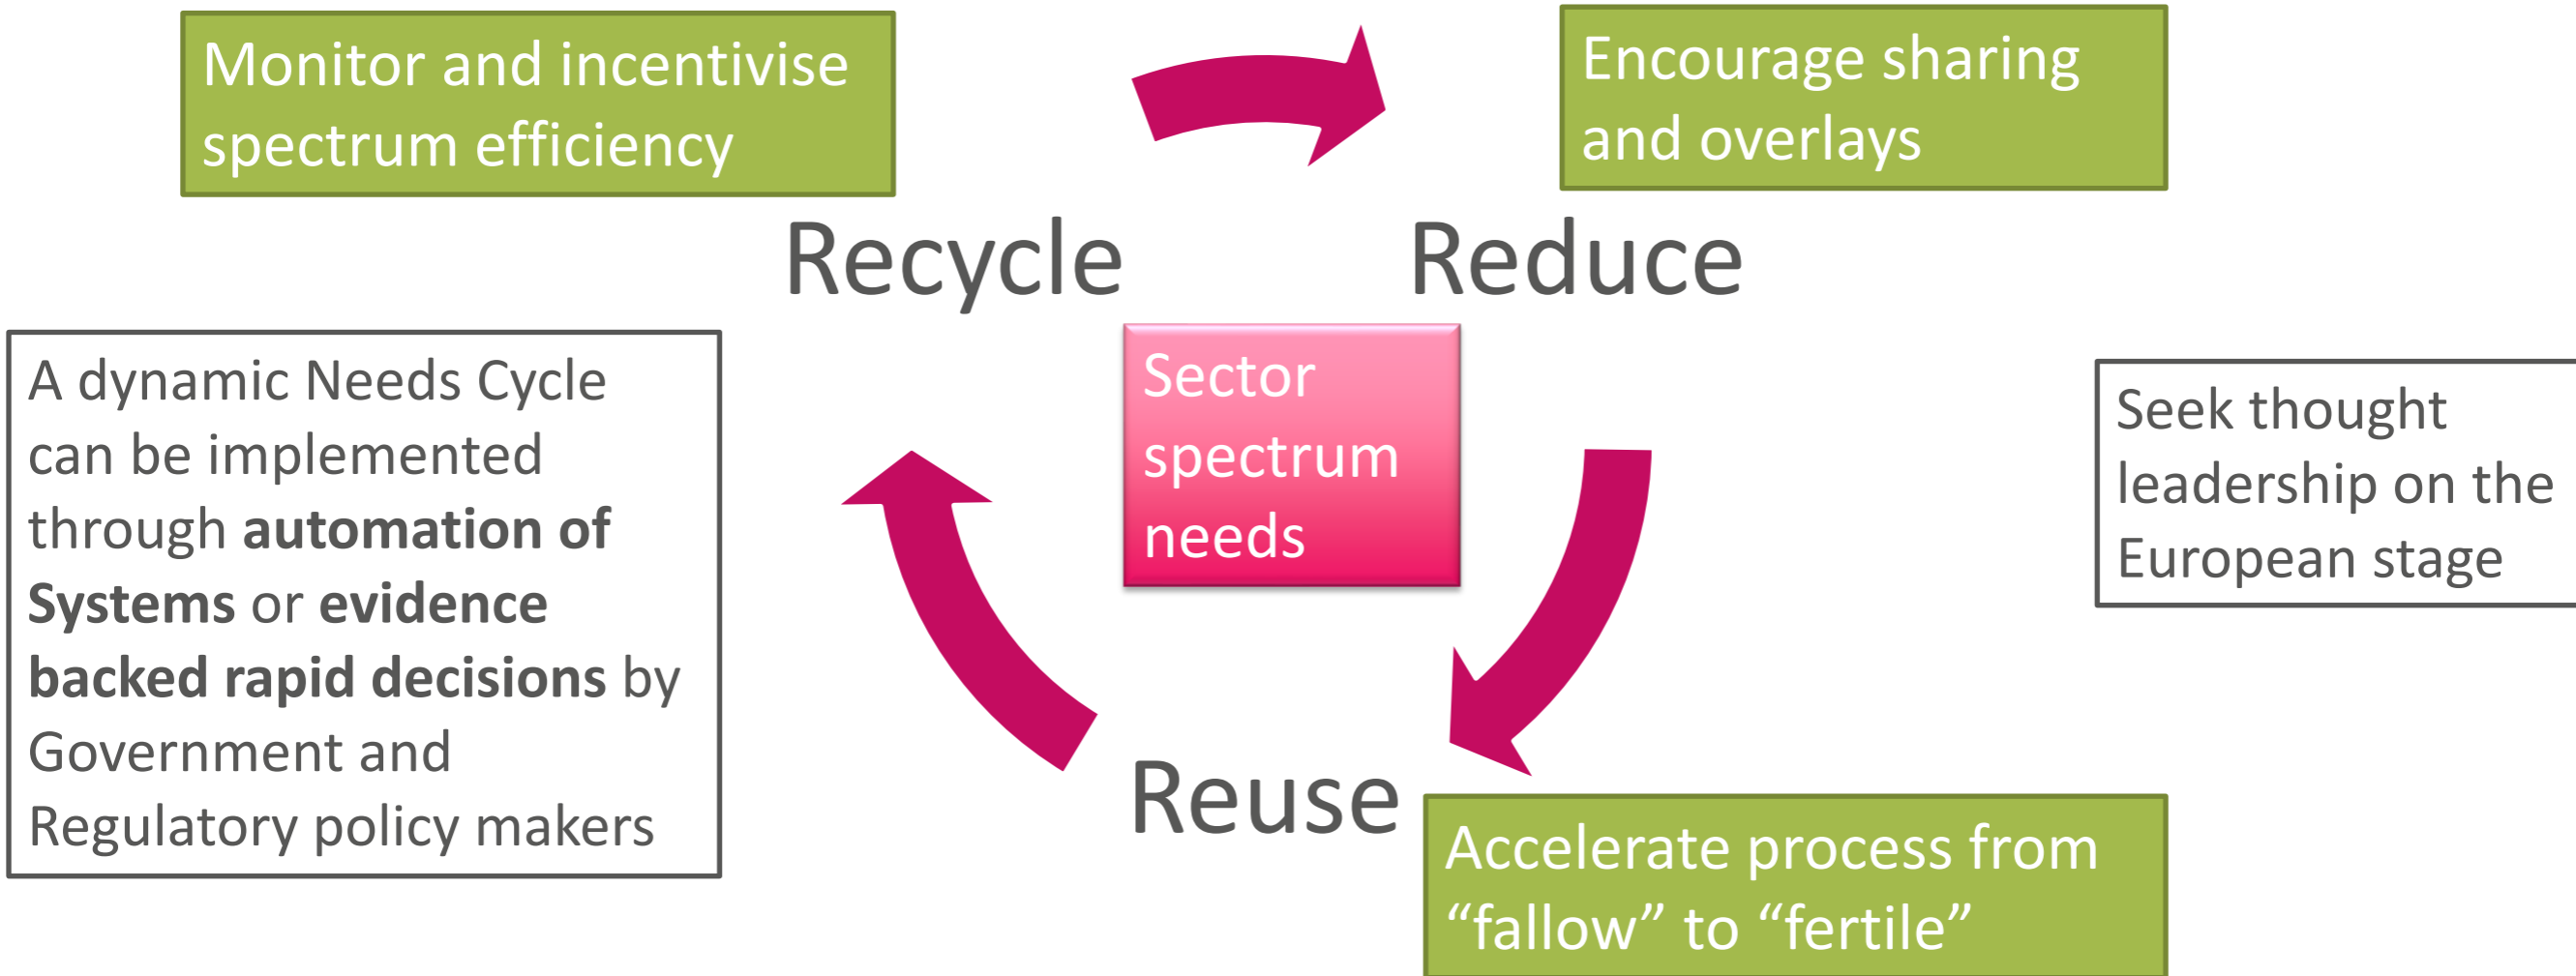 Monitor and incentivise
spectrum efficiency
Encourage sharing
and overlays
Recycle
Reduce
Sector
spectrum
needs
A dynamic Needs Cycle
can be implemented
through automation of
Systems or evidence
backed rapid decisions by
Government and
Regulatory policy makers
Seek thought
leadership on the
European stage
Reuse
Accelerate process from
“fallow” to “fertile”